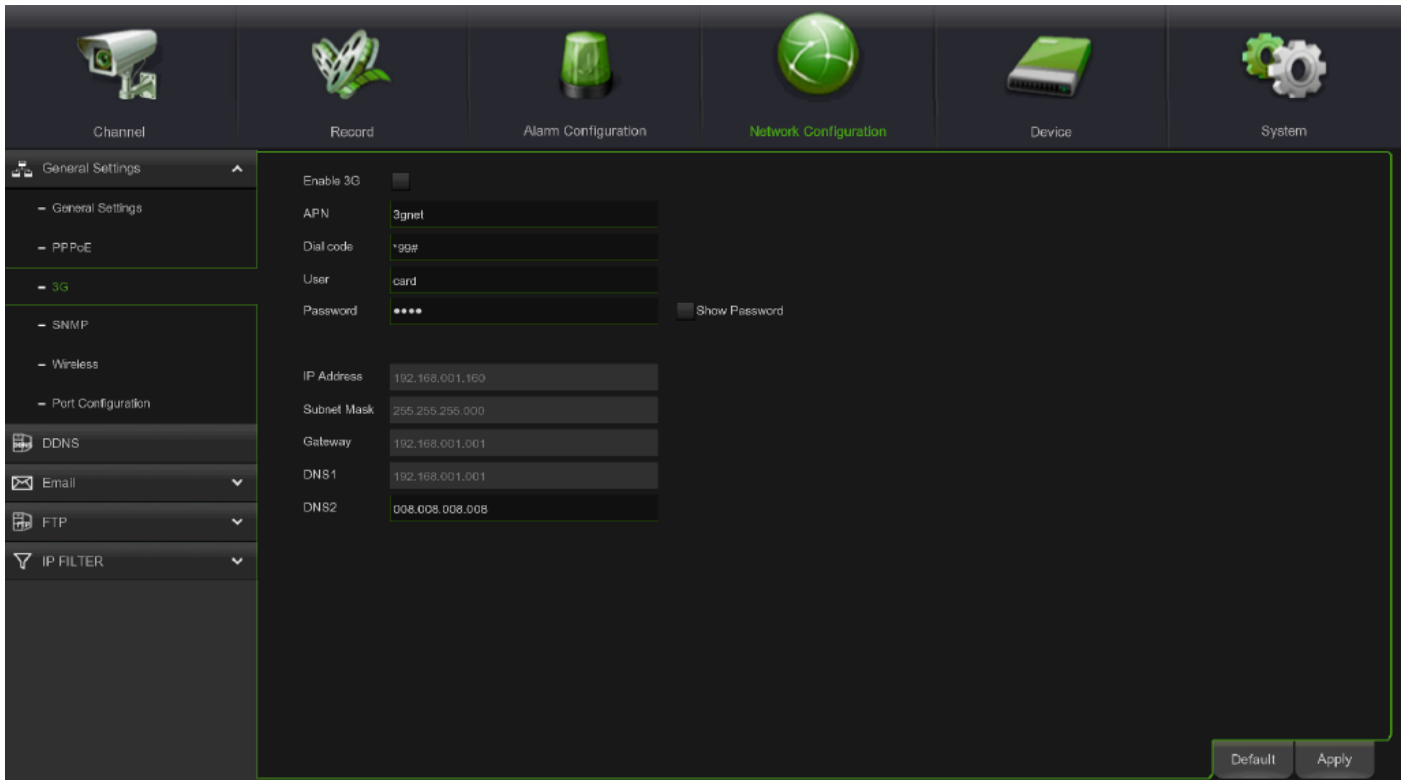 Channel
Record
Alarm Configuration
Network Configuration
Device
System
General Settings
– General Settings
– PPPoE
– 3G
– SNMP
– Wireless
– Port Configuration
DDNS
Email
FTP
IP FILTER
Enable 3G
APN 3gnet
Dial code *99#
User card
Password •••• Show Password
IP Address 192.168.001.160
Subnet Mask 255.255.255.000
Gateway 192.168.001.001
DNS1 192.168.001.001
DNS2 008.008.008.008
Default Apply